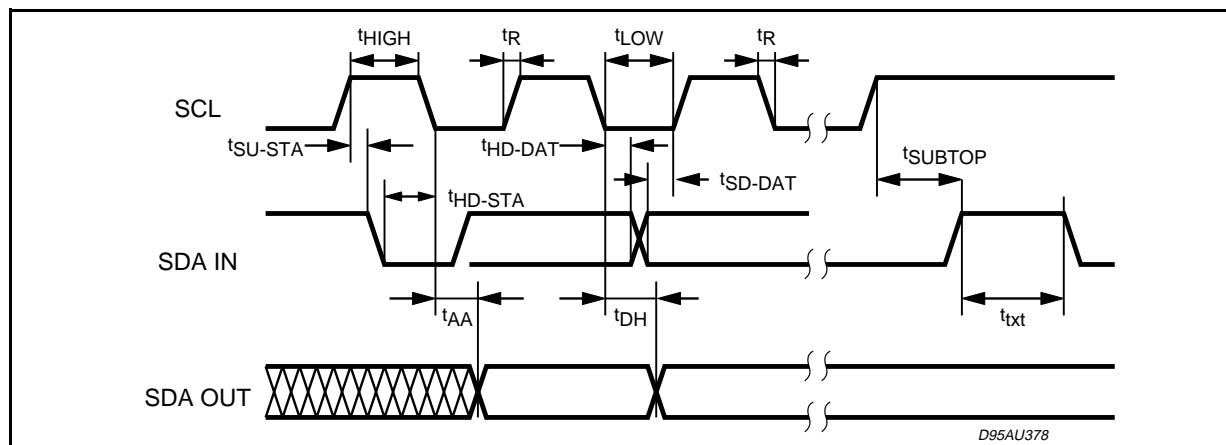 tHIGH
tR
tLOW
tR
SCL
tSU-STA
tHD-DAT
tSUBTOP
tSD-DAT
tHD-STA
SDA IN
tAA
tDH
ttxt
SDA OUT
D95AU378